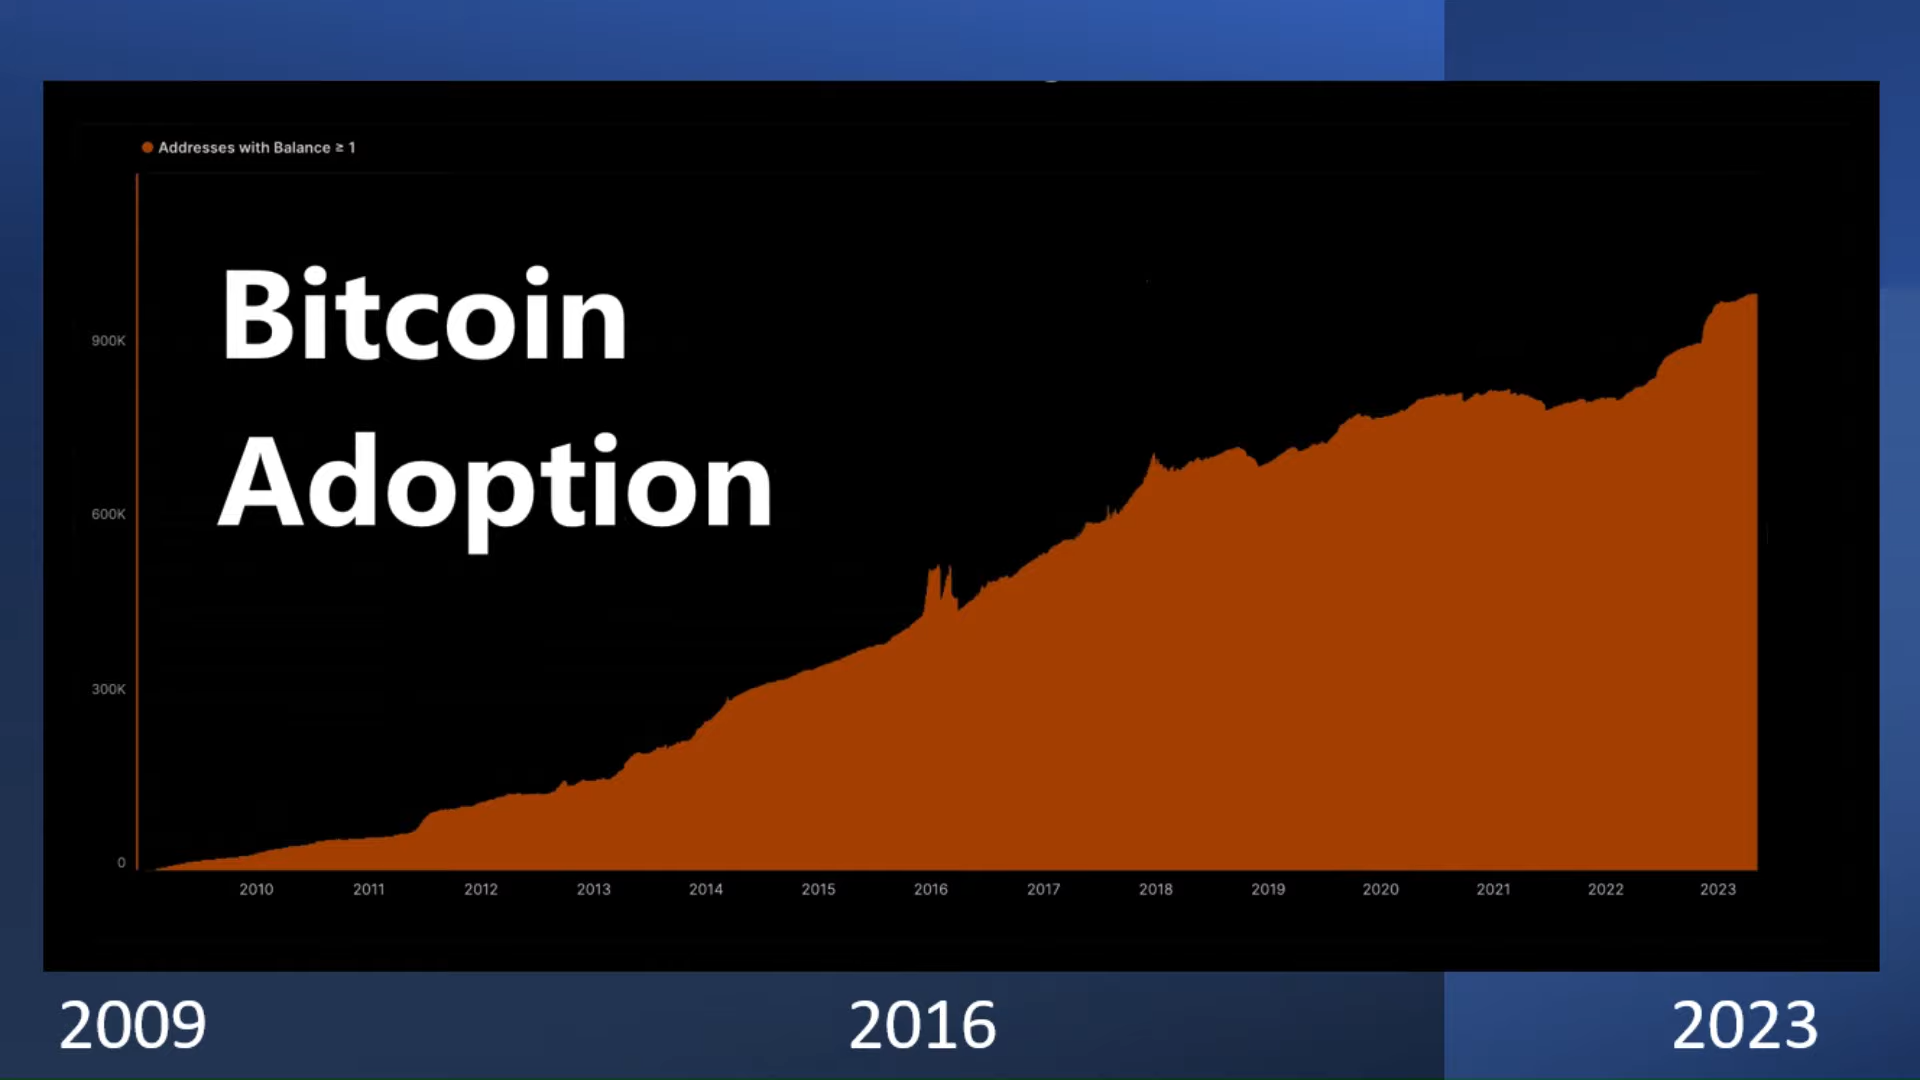 Addresses with Balance ≥ 1
Bitcoin
Adoption
900K
600K
300K
0
2010 2011 2012 2013 2014 2015 2016 2017 2018 2019 2020 2021 2022 2023
2009 2016 2023